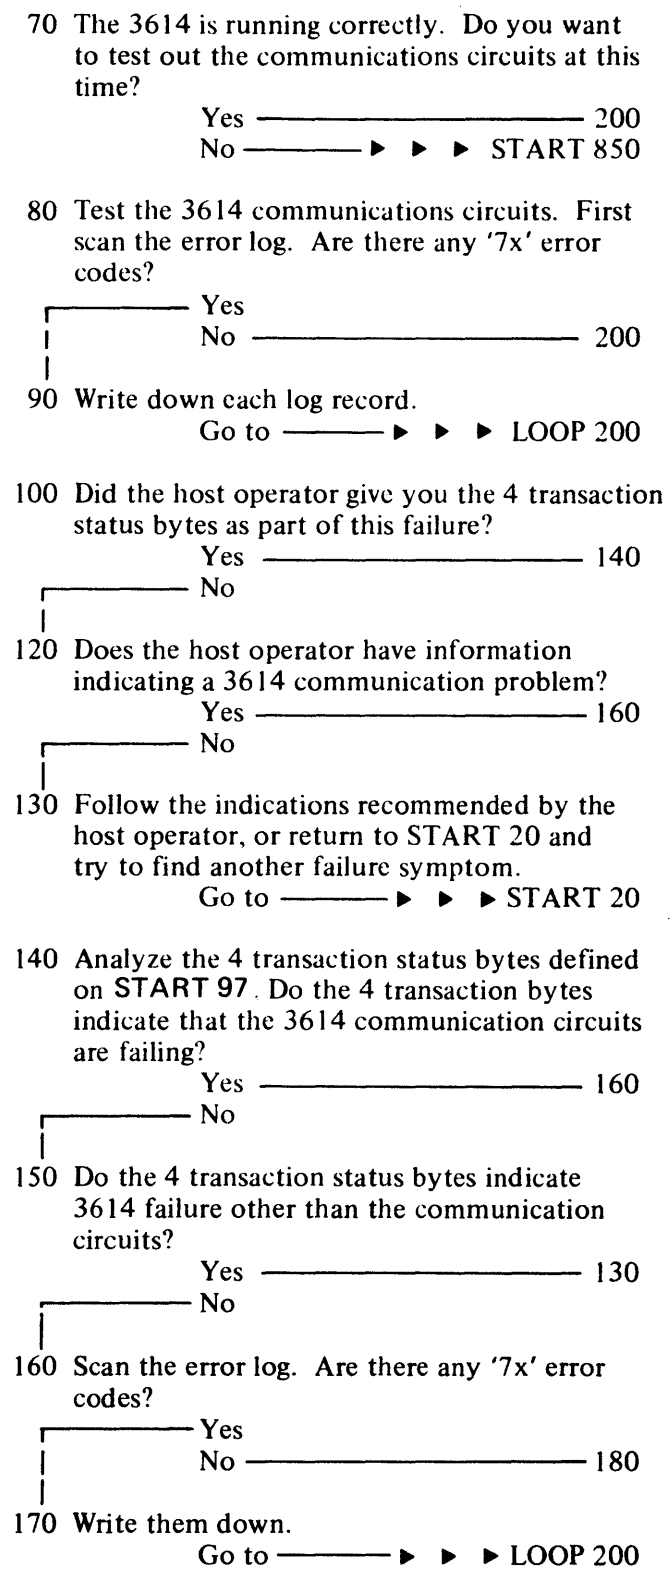 70 The 3614 is running correctly. Do you want
to test out the communications circuits at this
time?
Yes 200
No ▶ ▶ ▶ START 850
80 Test the 3614 communications circuits. First
scan the error log. Are there any '7x' error
codes?
Yes
No 200
90 Write down each log record.
Go to ▶ ▶ ▶ LOOP 200
100 Did the host operator give you the 4 transaction
status bytes as part of this failure?
Yes 140
No
120 Does the host operator have information
indicating a 3614 communication problem?
Yes 160
No
130 Follow the indications recommended by the
host operator, or return to START 20 and
try to find another failure symptom.
Go to ▶ ▶ ▶ START 20
140 Analyze the 4 transaction status bytes defined
on START 97. Do the 4 transaction bytes
indicate that the 3614 communication circuits
are failing?
Yes 160
No
150 Do the 4 transaction status bytes indicate
3614 failure other than the communication
circuits?
Yes 130
No
160 Scan the error log. Are there any '7x' error
codes?
Yes
No 180
170 Write them down.
Go to ▶ ▶ ▶ LOOP 200